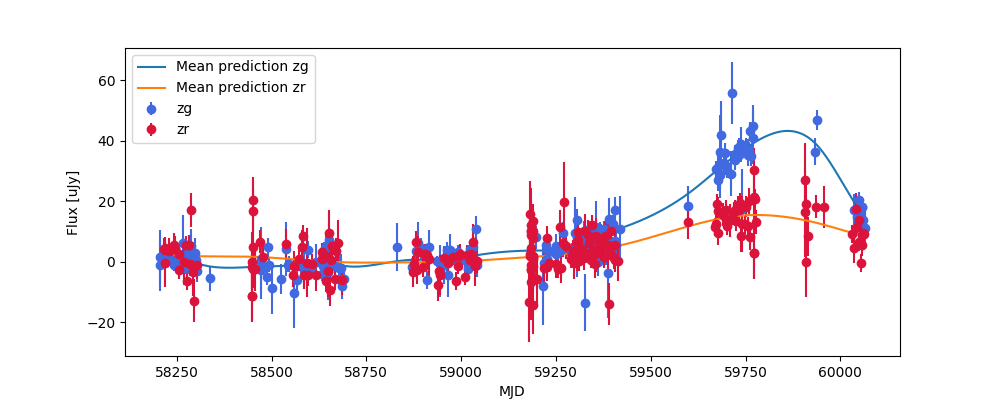 Mean prediction zg
Mean prediction zr
zg
zr
60
40
20
0
−20
Flux [uJy]
58250 58500 58750 59000 59250 59500 59750 60000
MJD